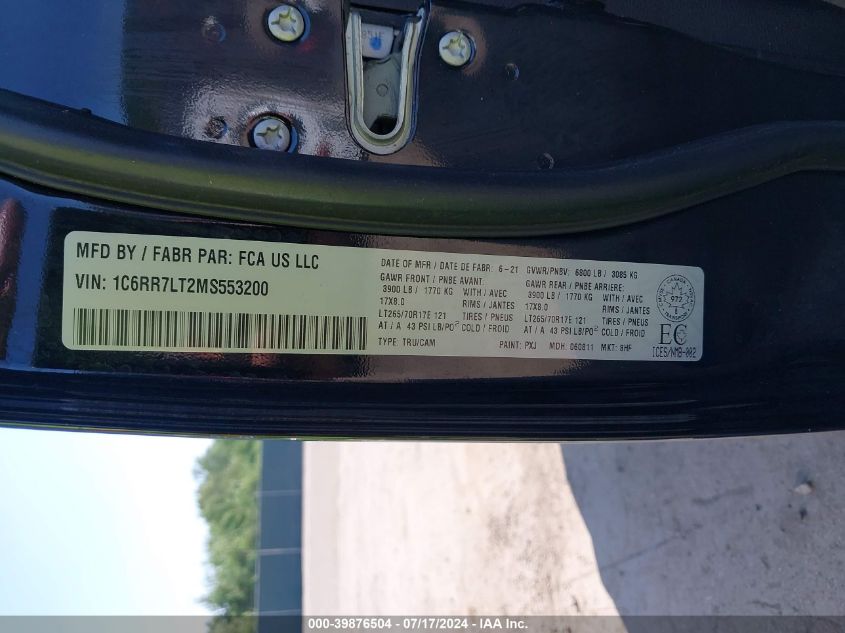 MFD BY / FABR PAR: FCA US LLC
VIN: 1C6RR7LT2MS553200
DATE OF MFR / DATE DE FABR: 6-21 GVWR/PNBV: 6800 LB / 3085 KG
GAWR FRONT / PNBE AVANT: GAWR REAR / PNBE ARRIERE:
3900 LB / 1770 KG WITH / AVEC 3900 LB / 1770 KG WITH / AVEC
17X8.0 RIMS / JANTES 17X8.0 RIMS / JANTES
LT265/70R17E 121 TIRES / PNEUS LT265/70R17E 121 TIRES / PNEUS
AT / A 43 PSI LB/PO² COLD / FROID AT / A 43 PSI LB/PO² COLD / FROID
TYPE: TRU/CAM PAINT: PXJ MDH: 060811 MKT: BHF
CANADA
972
TRANSPORT
EC
ICES/NMB-002
000-39876504 - 07/17/2024 - IAA Inc.